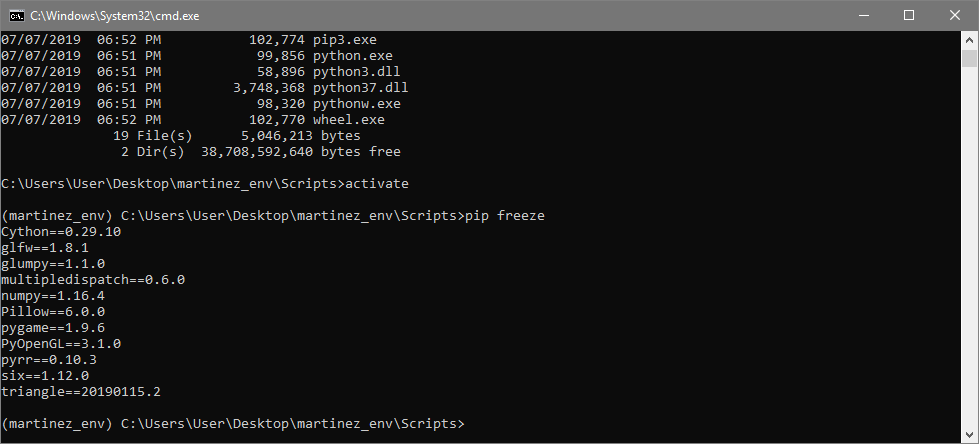 C:\Windows\System32\cmd.exe
07/07/2019  06:52 PM           102,774 pip3.exe
07/07/2019  06:51 PM            99,856 python.exe
07/07/2019  06:51 PM            58,896 python3.dll
07/07/2019  06:51 PM         3,748,368 python37.dll
07/07/2019  06:51 PM            98,320 pythonw.exe
07/07/2019  06:52 PM           102,770 wheel.exe
              19 File(s)      5,046,213 bytes
               2 Dir(s)  38,708,592,640 bytes free
C:\Users\User\Desktop\martinez_env\Scripts>activate
(martinez_env) C:\Users\User\Desktop\martinez_env\Scripts>pip freeze
Cython==0.29.10
glfw==1.8.1
glumpy==1.1.0
multipledispatch==0.6.0
numpy==1.16.4
Pillow==6.0.0
pygame==1.9.6
PyOpenGL==3.1.0
pyrr==0.10.3
six==1.12.0
triangle==20190115.2
(martinez_env) C:\Users\User\Desktop\martinez_env\Scripts>